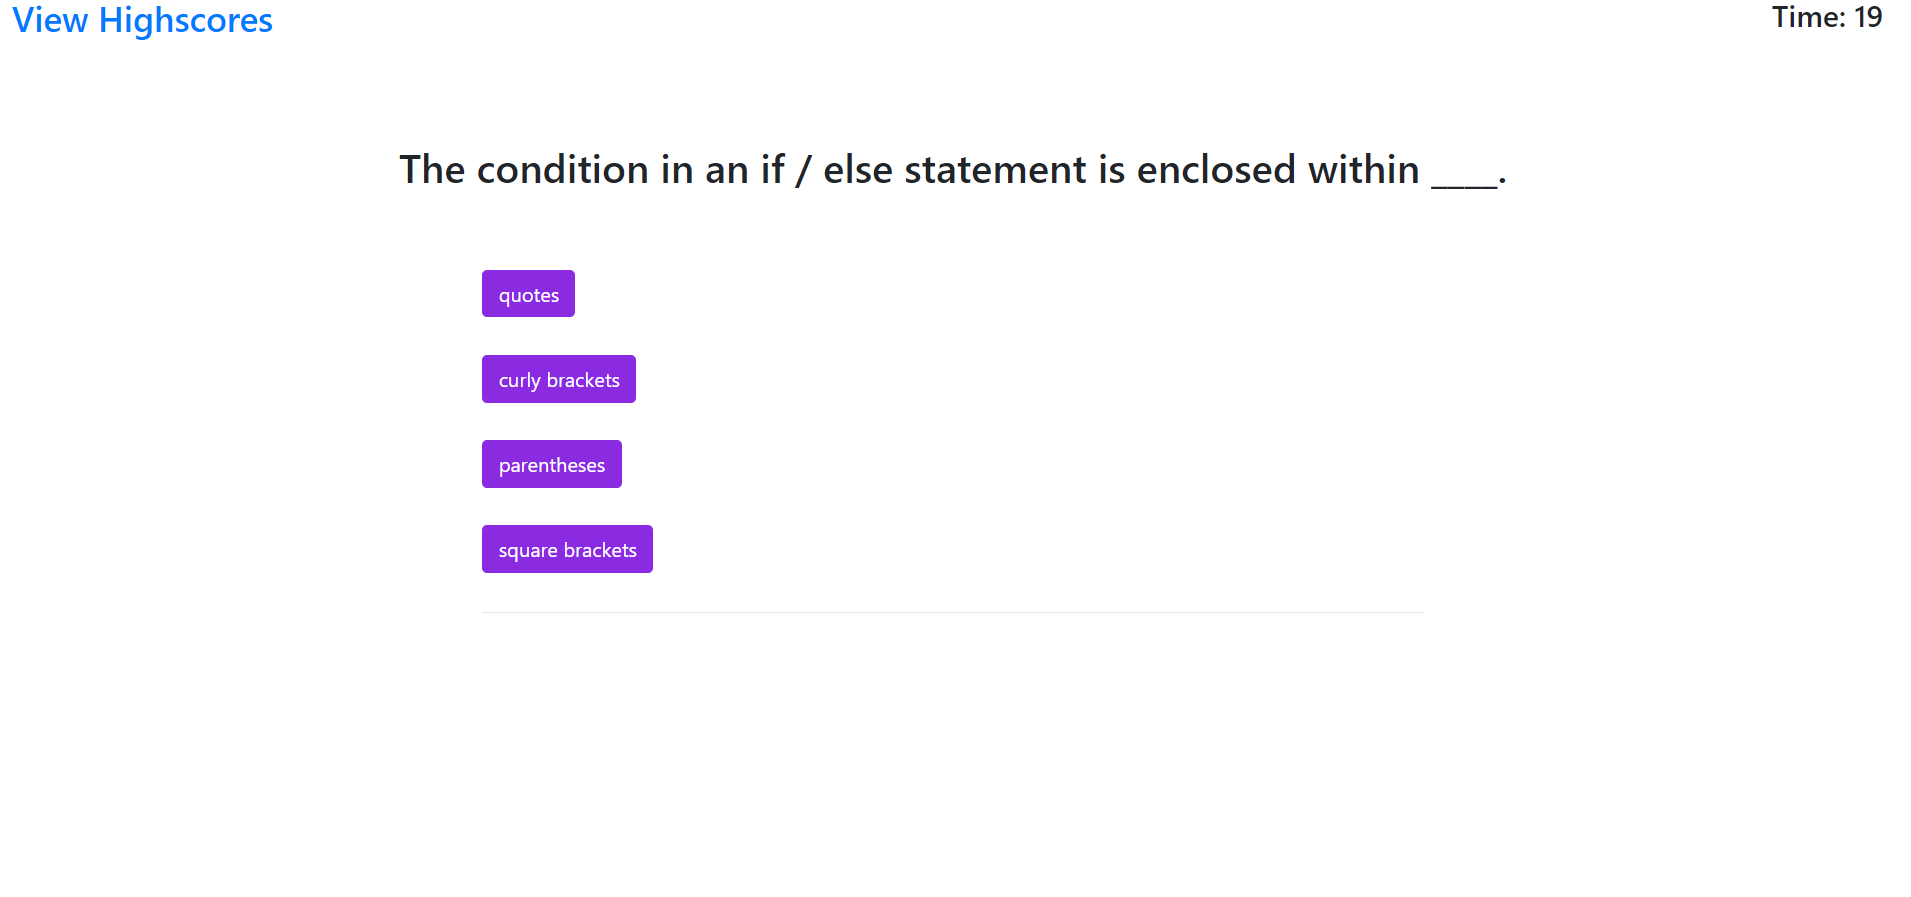 View Highscores
Time: 19
The condition in an if / else statement is enclosed within ____.
quotes
curly brackets
parentheses
square brackets